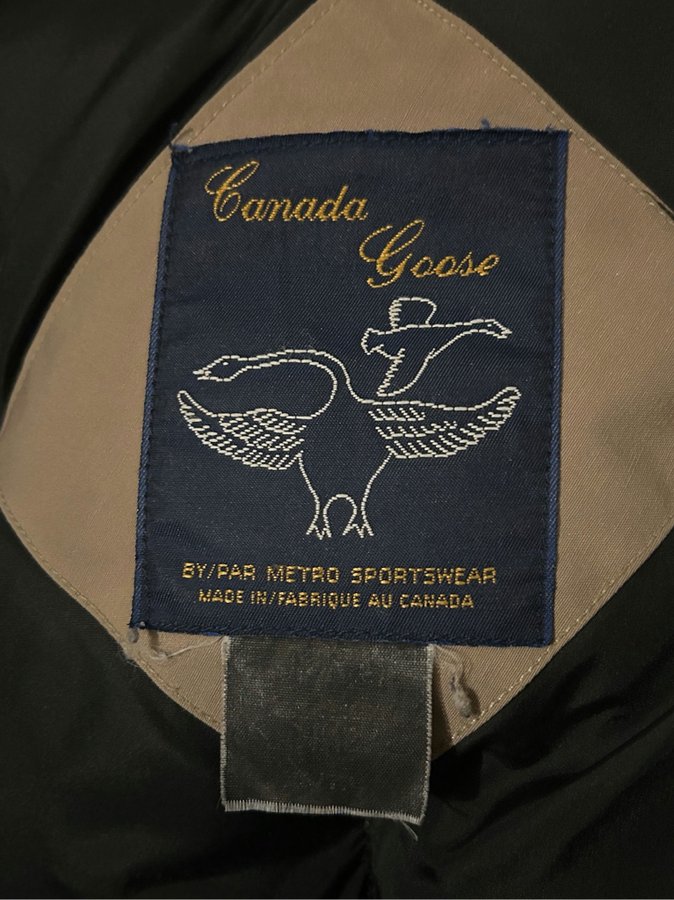 Canada
Goose
BY/PAR METRO SPORTSWEAR
MADE IN/FABRIQUE AU CANADA